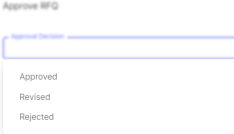 Approve RFQ
Approval Decision
Approved
Revised
Rejected